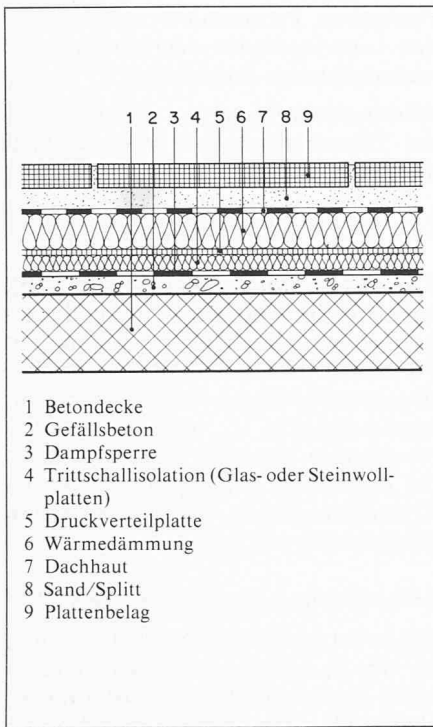 1 2 3 4 5 6 7 8 9
1 Betondecke
2 Gefällsbeton
3 Dampfsperre
4 Trittschallisolation (Glas- oder Steinwoll-
platten)
5 Druckverteilplatte
6 Wärmedämmung
7 Dachhaut
8 Sand/Splitt
9 Plattenbelag